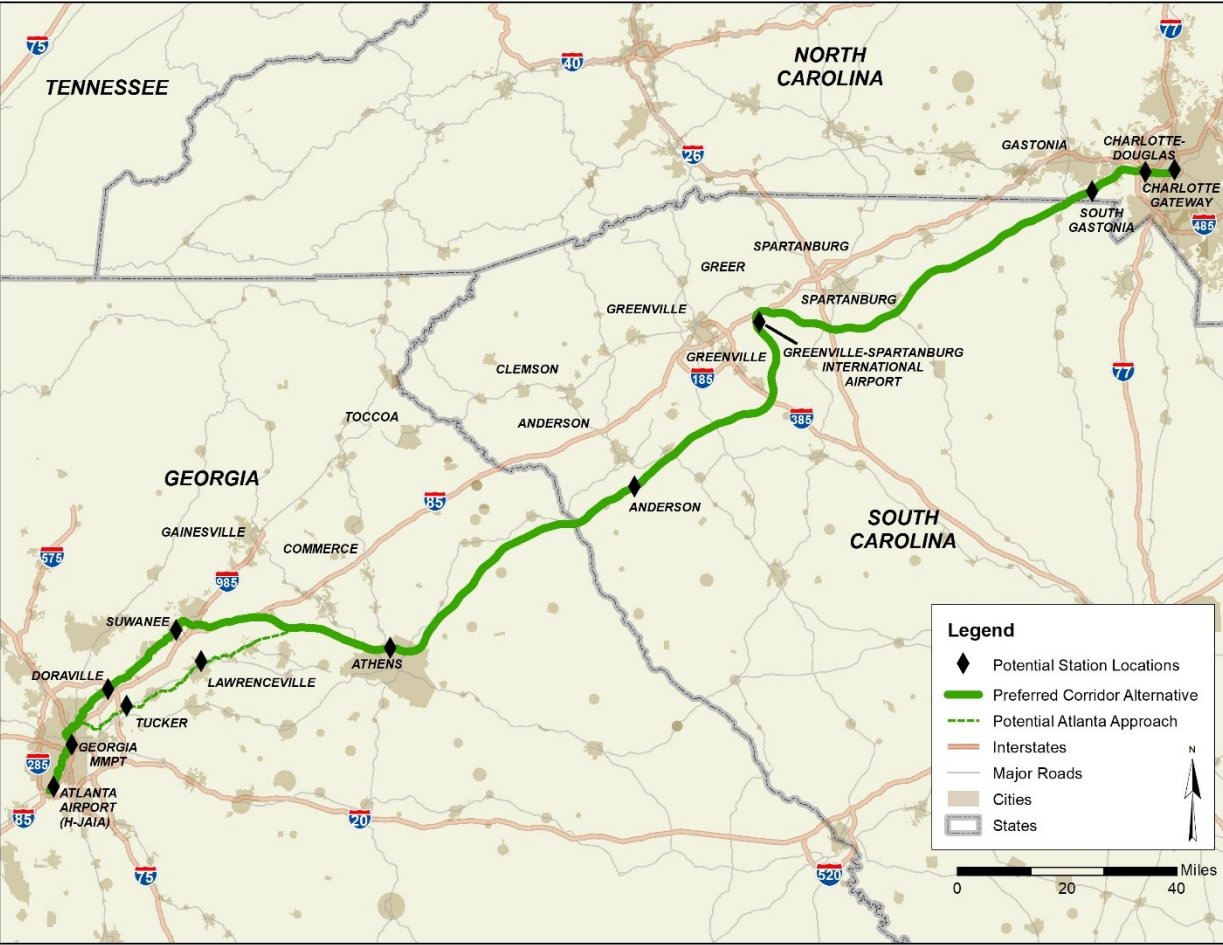 75
TENNESSEE
40
NORTH
CAROLINA
77
26
GASTONIA
CHARLOTTE-
DOUGLAS
CHARLOTTE
GATEWAY
SOUTH
GASTONIA
485
SPARTANBURG
GREER
GREENVILLE
SPARTANBURG
GREENVILLE
GREENVILLE-SPARTANBURG
INTERNATIONAL
AIRPORT
185
CLEMSON
77
385
TOCCOA
ANDERSON
GEORGIA
85
ANDERSON
SOUTH
CAROLINA
GAINESVILLE
COMMERCE
575
985
SUWANEE
ATHENS
DORAVILLE
LAWRENCEVILLE
TUCKER
GEORGIA
MMPT
285
ATLANTA
AIRPORT
(H-JAIA)
85
20
75
520
Legend
Potential Station Locations
Preferred Corridor Alternative
Potential Atlanta Approach
Interstates
Major Roads
Cities
States
N
Miles
0 20 40